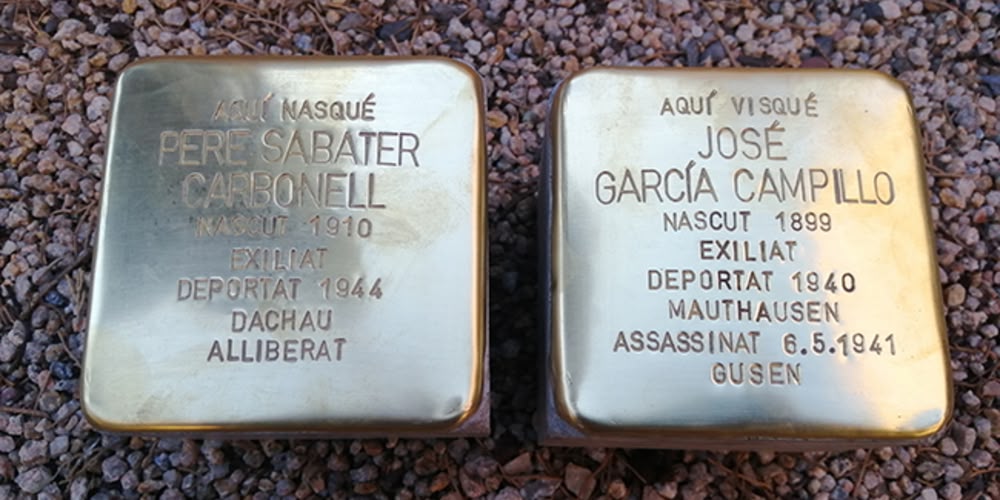 AQUÍ NASQUÉ
PERE SABATER
CARBONELL
NASCUT 1910
EXILIAT
DEPORTAT 1944
DACHAU
ALLIBERAT
AQUÍ VISQUÉ
JOSÉ
GARCÍA CAMPILLO
NASCUT 1899
EXILIAT
DEPORTAT 1940
MAUTHAUSEN
ASSASSINAT 6.5.1941
GUSEN